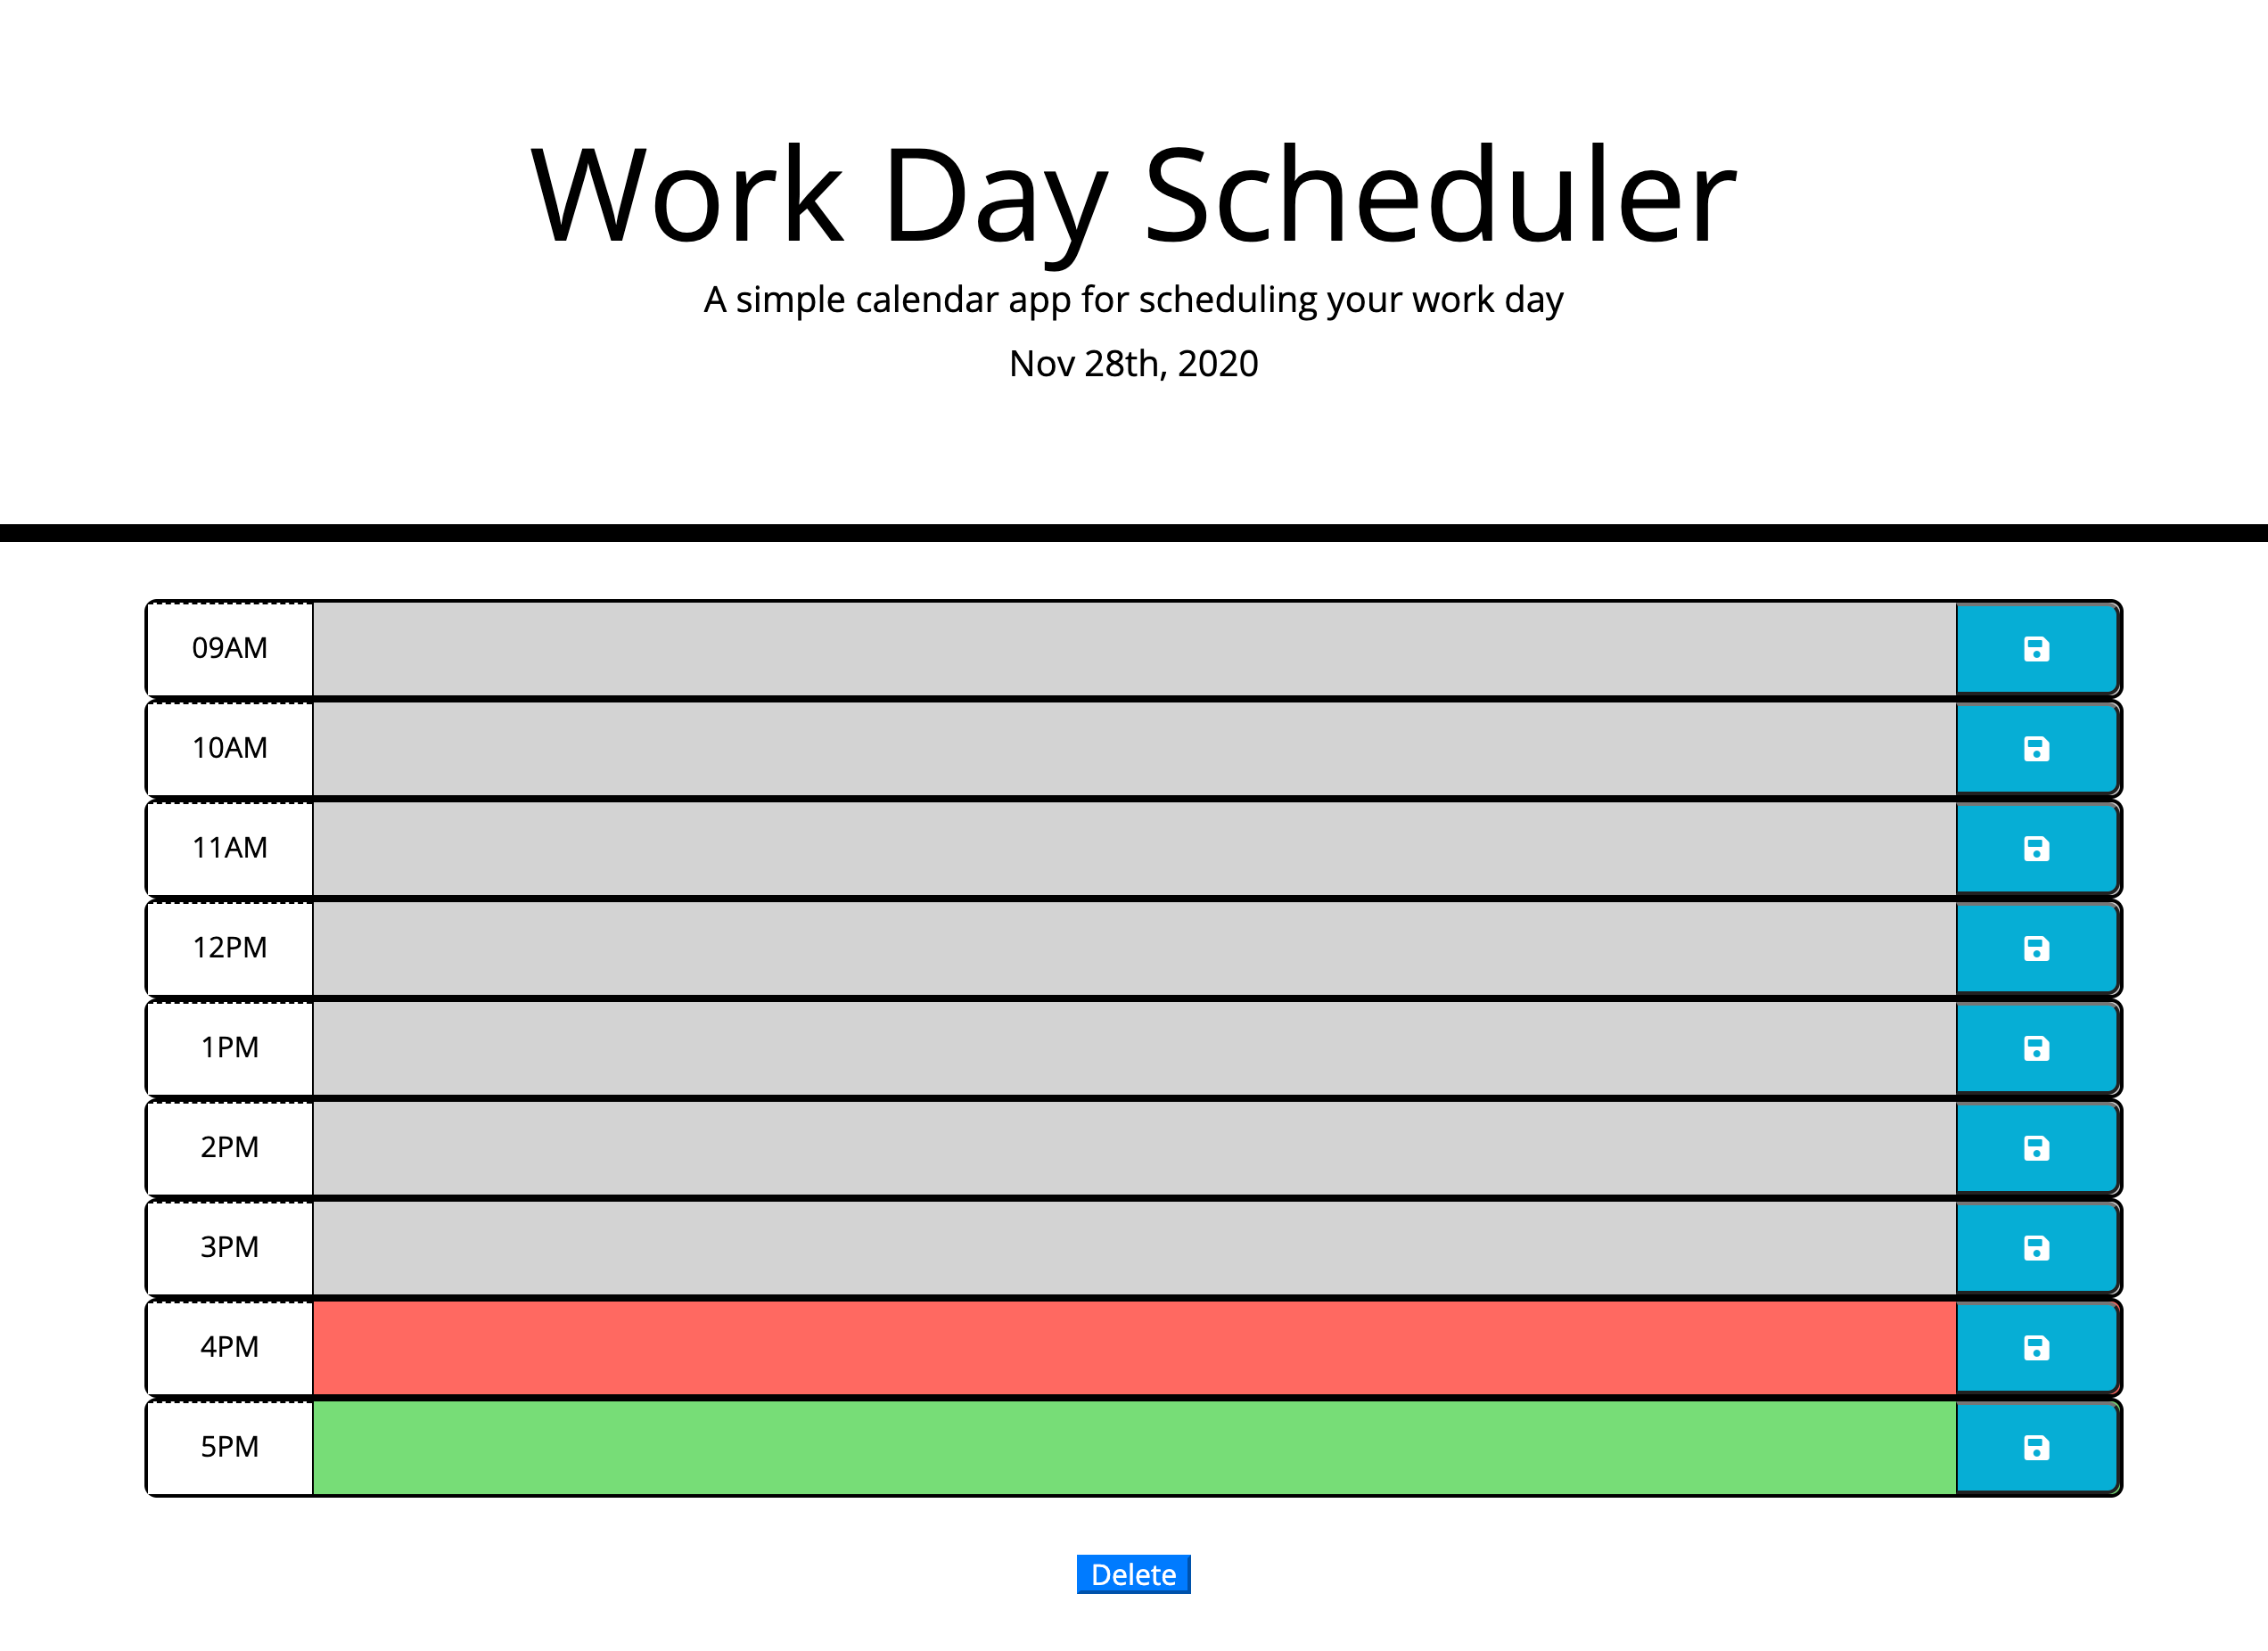 Work Day Scheduler
A simple calendar app for scheduling your work day
Nov 28th, 2020
09AM
10AM
11AM
12PM
1PM
2PM
3PM
4PM
5PM
Delete